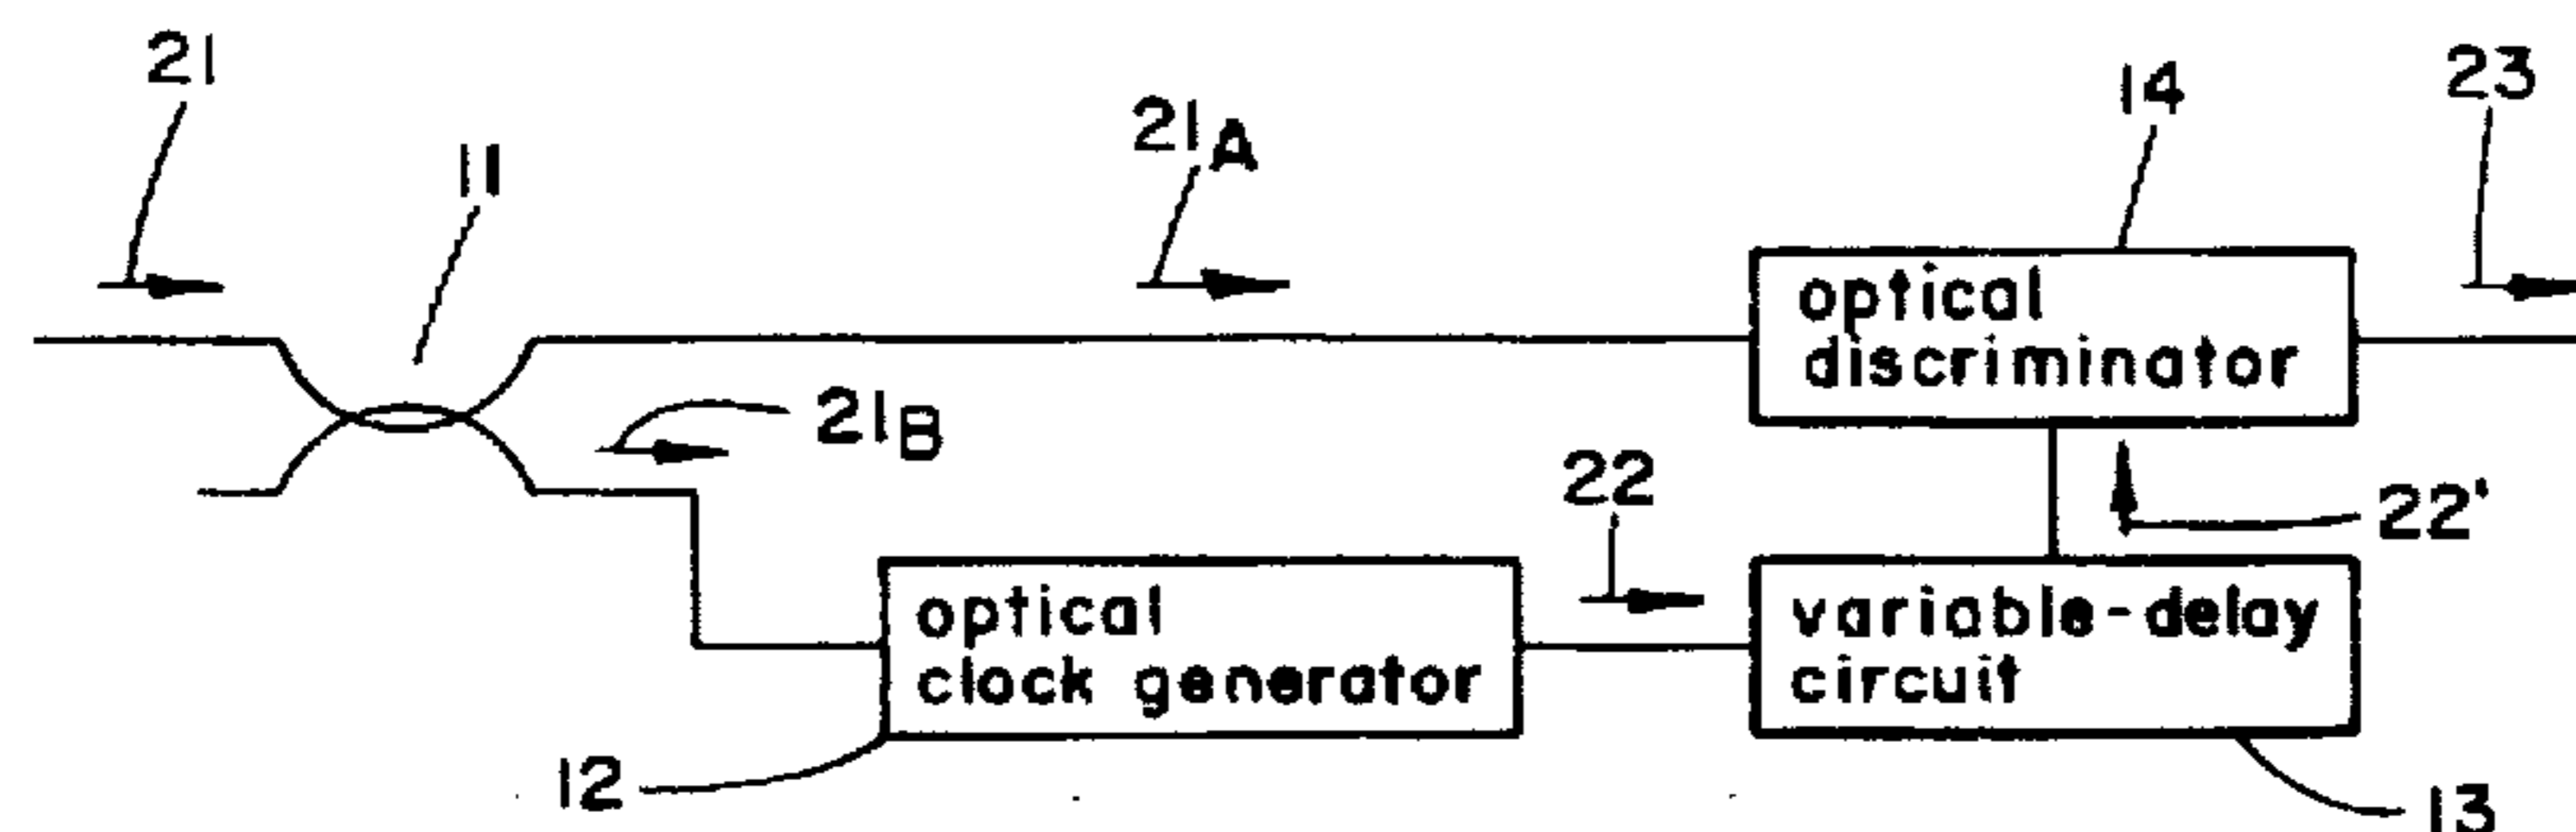 21
11
21A
14
23
optical
discriminator
21B
22
22'
optical
clock generator
variable-delay
circuit
12
13